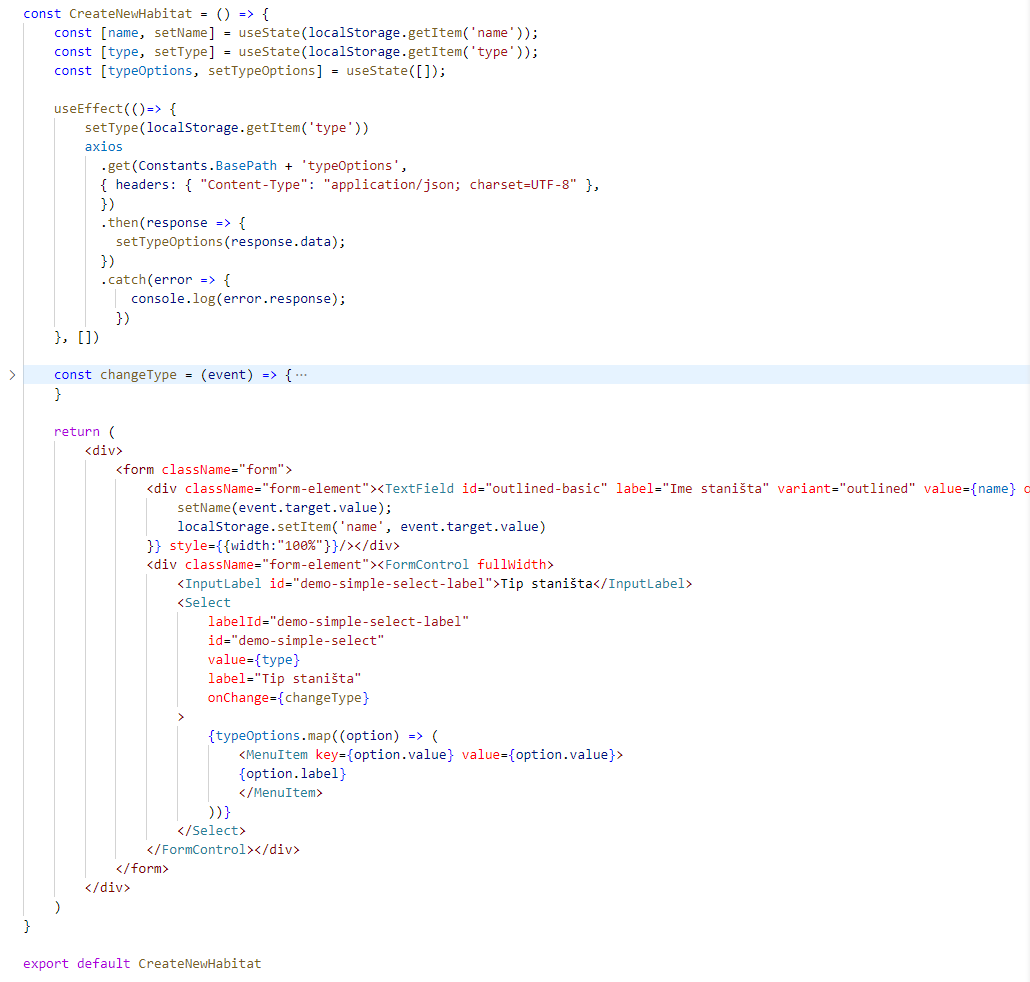 const CreateNewHabitat = () => {
const [name, setName] = useState(localStorage.getItem('name'));
const [type, setType] = useState(localStorage.getItem('type'));
const [typeOptions, setTypeOptions] = useState([]);
useEffect(()=> {
setType(localStorage.getItem('type'))
axios
.get(Constants.BasePath + 'typeOptions',
{ headers: { "Content-Type": "application/json; charset=UTF-8" },
})
.then(response => {
setTypeOptions(response.data);
})
.catch(error => {
console.log(error.response);
})
}, [])
const changeType = (event) => { ···
}
return (
<div>
<form className="form">
<div className="form-element"><TextField id="outlined-basic" label="Ime staništa" variant="outlined" value={name}
setName(event.target.value);
localStorage.setItem('name', event.target.value)
}} style={{width:"100%"}}/></div>
<div className="form-element"><FormControl fullWidth>
<InputLabel id="demo-simple-select-label">Tip staništa</InputLabel>
<Select
labelId="demo-simple-select-label"
id="demo-simple-select"
value={type}
label="Tip staništa"
onChange={changeType}
>
{typeOptions.map((option) => (
<MenuItem key={option.value} value={option.value}>
{option.label}
</MenuItem>
))}
</Select>
</FormControl></div>
</form>
</div>
)
}
export default CreateNewHabitat